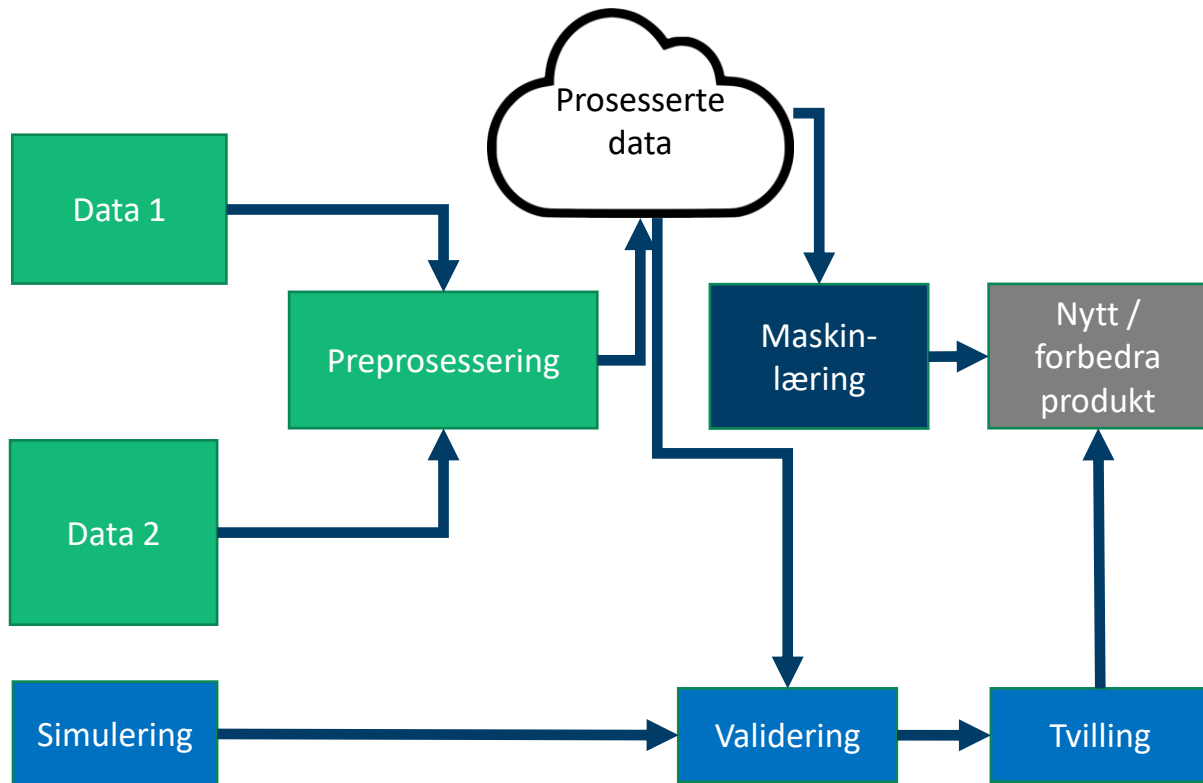 Prosesserte
data
Data 1
Preprosessering
Maskin-
læring
Nytt /
forbedra
produkt
Data 2
Simulering
Validering
Tvilling